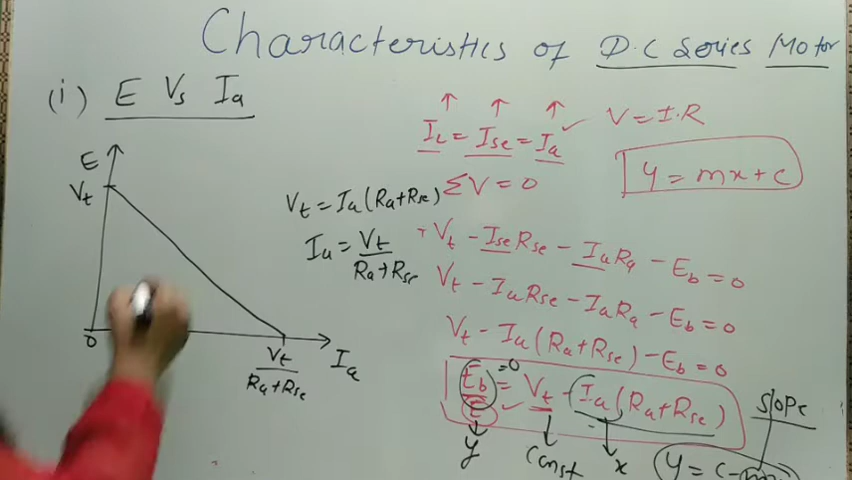 Characteristics of D.C Series Motor
(i) E Vs Ia
E
Vt
0
Vt
Ra+Rse
Ia
Vt = Ia(Ra+Rse)
Ia = Vt
Ra+Rse
IL = Ise = Ia
V = I.R
Y = mx+c
ΣV = 0
+Vt - IseRse - IaRa - Eb = 0
Vt - IaRse - IaRa - Eb = 0
Vt - Ia(Ra+Rse) - Eb = 0
Eb = Vt - Ia(Ra+Rse)
=0
E
y
Const
x
slope
y = c -